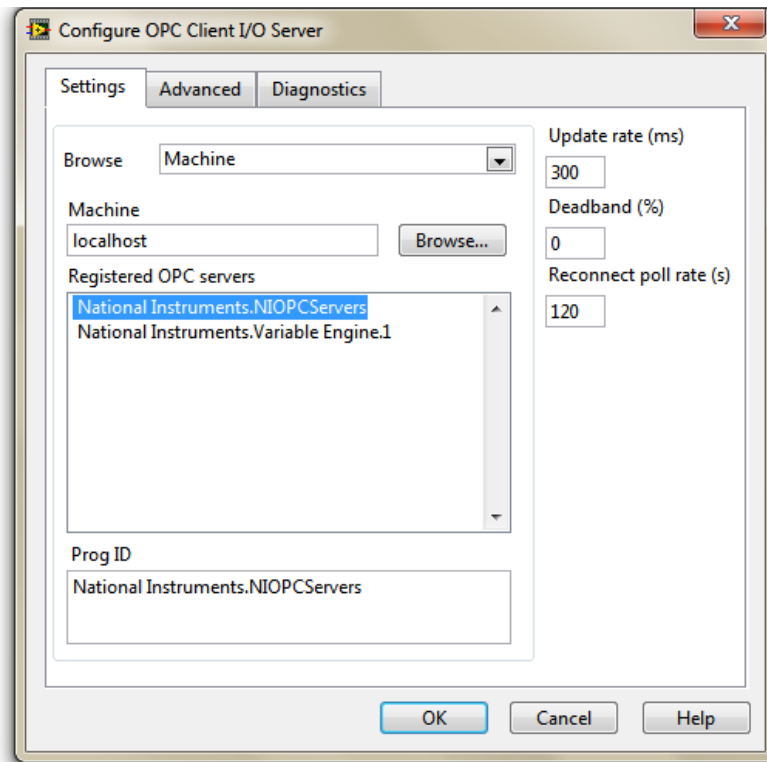 Configure OPC Client I/O Server
Settings
Advanced
Diagnostics
Browse
Machine
Machine
localhost
Browse...
Registered OPC servers
National Instruments.NIOPCServers
National Instruments.Variable Engine.1
Prog ID
National Instruments.NIOPCServers
Update rate (ms)
300
Deadband (%)
0
Reconnect poll rate (s)
120
OK
Cancel
Help